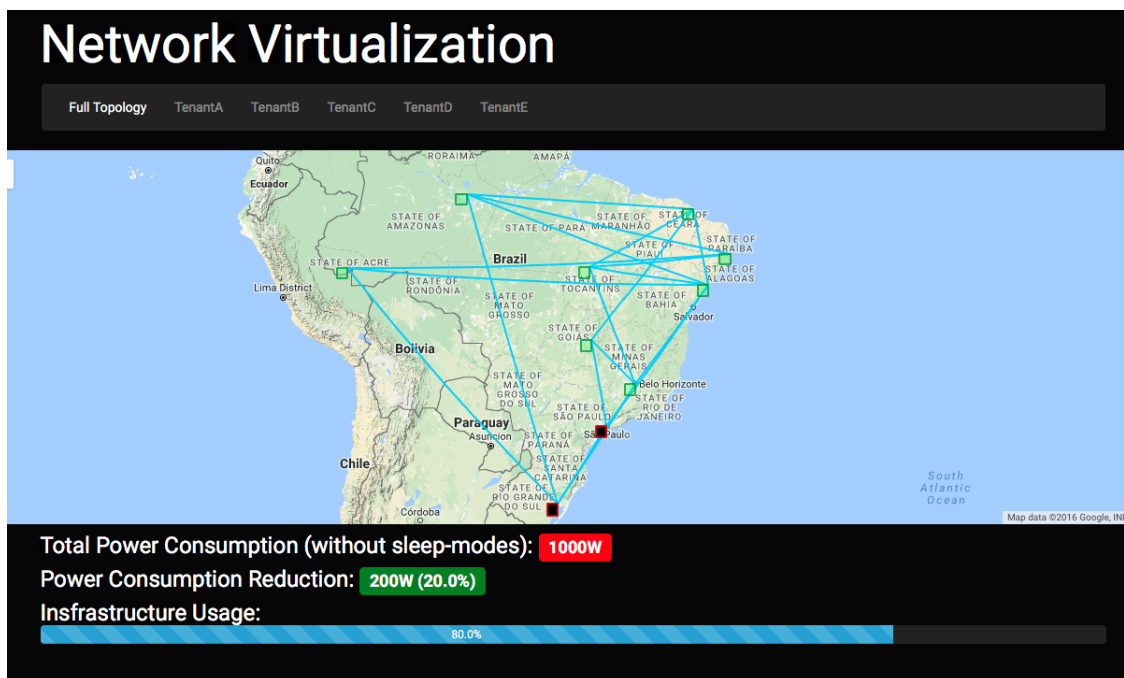 Network Virtualization
Full Topology TenantA TenantB TenantC TenantD TenantE
Quito
Ecuador
RORAIMA
AMAPÁ
STATE OF
AMAZONAS
STATE OF PARÁ
STATE OF
MARANHÃO
STATE OF
CEARÁ
STATE OF
PIAUÍ
STATE OF
PARAÍBA
STATE OF
ALAGOAS
STATE OF ACRE
Brazil
Lima District
STATE OF
RONDÔNIA
STATE OF
TOCANTINS
STATE OF
MATO
GROSSO
STATE OF
BAHIA
Salvador
STATE OF
GOIÁS
Bolivia
STATE OF
MINAS
GERAIS
STATE OF
MATO
GROSSO
DO SUL
Belo Horizonte
STATE OF
RIO DE
JANEIRO
STATE OF
SÃO PAULO
São Paulo
Paraguay
Asuncion
STATE OF
PARANÁ
Chile
STATE OF
SANTA
CATARINA
STATE OF
RIO GRANDE
DO SUL
Córdoba
South
Atlantic
Ocean
Map data ©2016 Google, IN
Total Power Consumption (without sleep-modes): 1000W
Power Consumption Reduction: 200W (20.0%)
Insfrastructure Usage:
80.0%